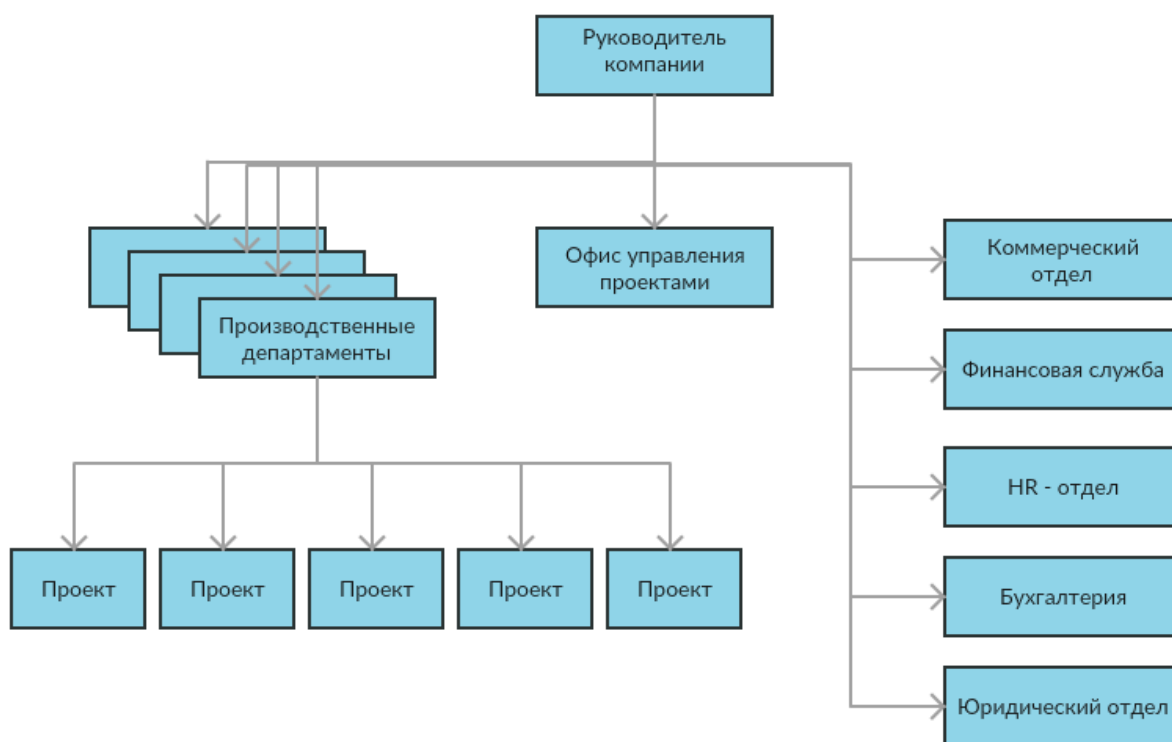 Руководитель
компании
Офис управления
проектами
Производственные
департаменты
Коммерческий
отдел
Финансовая служба
HR - отдел
Бухгалтерия
Юридический отдел
Проект
Проект
Проект
Проект
Проект